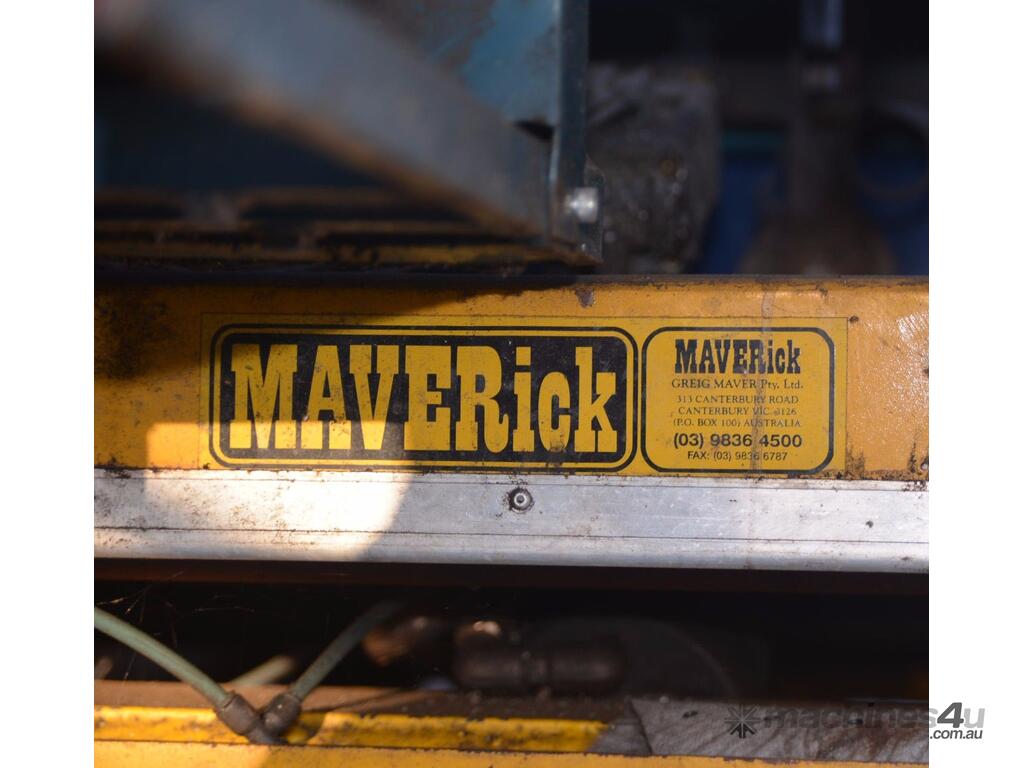 MAVERick
MAVERick
GREIG MAVER Pty. Ltd.
313 CANTERBURY ROAD
CANTERBURY VIC. 3126
(P.O. BOX 100) AUSTRALIA
(03) 9836 4500
FAX: (03) 9836 6787
machines4u
.com.au